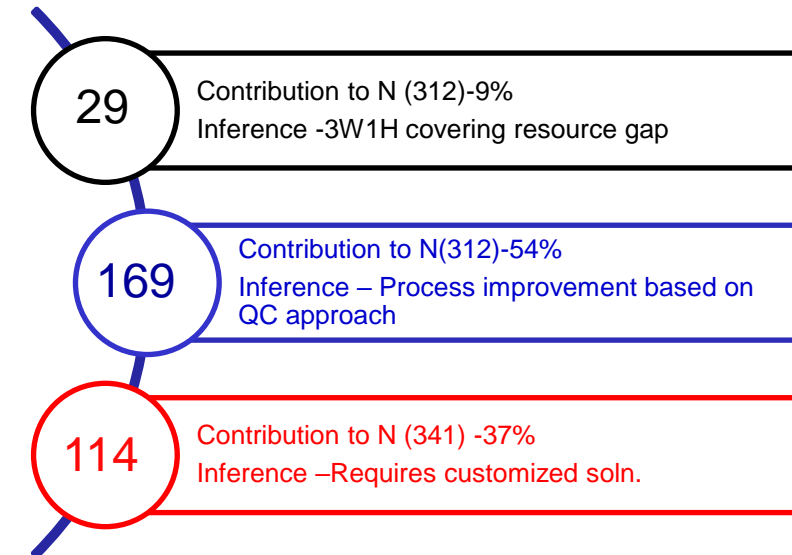 29
Contribution to N (312)-9%
Inference -3W1H covering resource gap
169
Contribution to N(312)-54%
Inference – Process improvement based on
QC approach
114
Contribution to N (341) -37%
Inference –Requires customized soln.